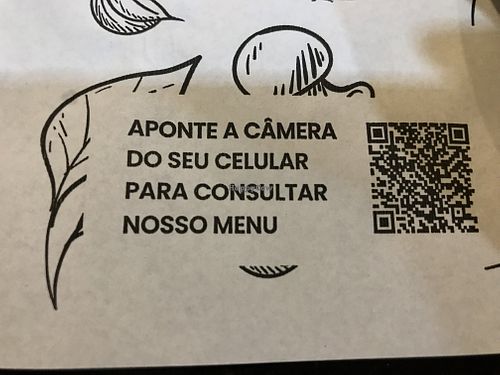 APONTE A CÂMERA
DO SEU CELULAR
PARA CONSULTAR
NOSSO MENU